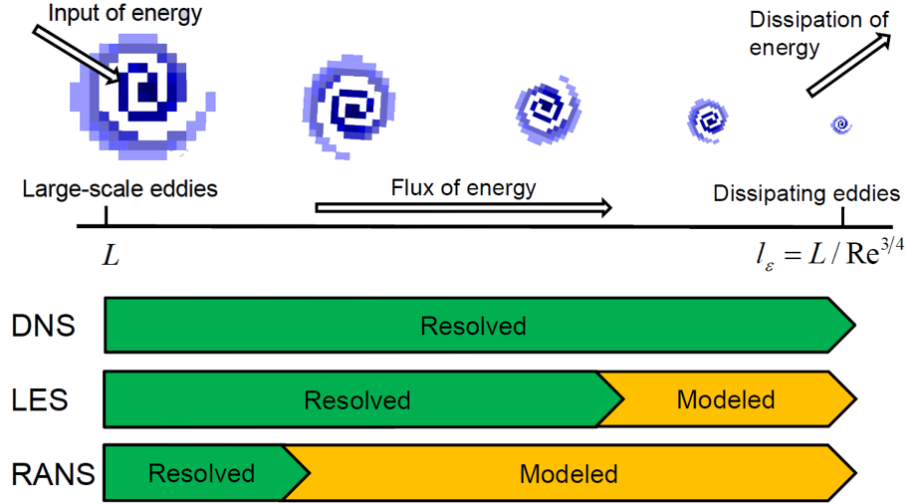 Input of energy
Dissipation of
energy
Large-scale eddies
Flux of energy
Dissipating eddies
L
l_ε = L / Re^{3/4}
DNS
Resolved
LES
Resolved
Modeled
RANS
Resolved
Modeled